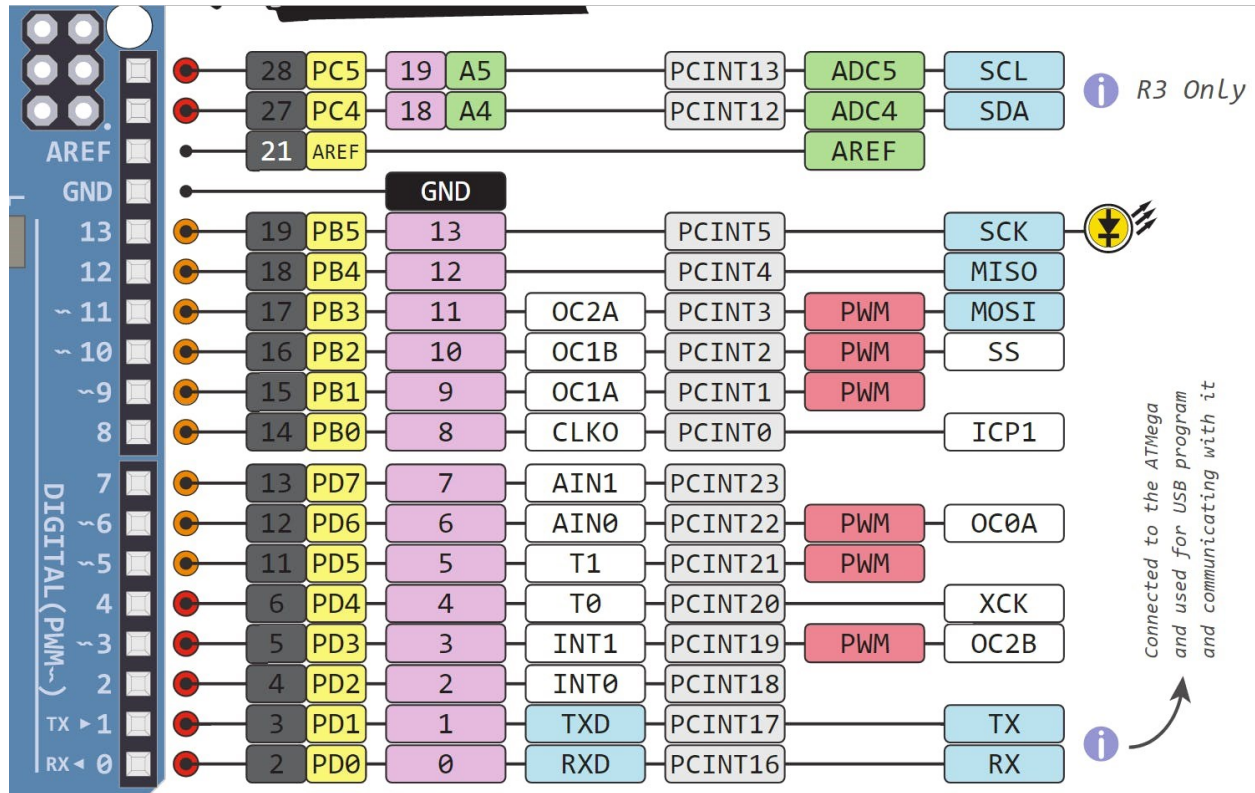 28 PC5 19 A5 PCINT13 ADC5 SCL R3 Only
27 PC4 18 A4 PCINT12 ADC4 SDA
AREF 21 AREF AREF
GND GND
13 19 PB5 13 PCINT5 SCK
12 18 PB4 12 PCINT4 MISO
~ 11 17 PB3 11 OC2A PCINT3 PWM MOSI
~ 10 16 PB2 10 OC1B PCINT2 PWM SS
~9 15 PB1 9 OC1A PCINT1 PWM
8 14 PB0 8 CLKO PCINT0 ICP1
7 13 PD7 7 AIN1 PCINT23
~6 12 PD6 6 AIN0 PCINT22 PWM OC0A
~5 11 PD5 5 T1 PCINT21 PWM
4 6 PD4 4 T0 PCINT20 XCK
~3 5 PD3 3 INT1 PCINT19 PWM OC2B
2 4 PD2 2 INT0 PCINT18
TX ▸ 1 3 PD1 1 TXD PCINT17 TX
RX ◂ 0 2 PD0 0 RXD PCINT16 RX
DIGITAL(PWM~)
Connected to the ATMega
and used for USB program
and communicating with it